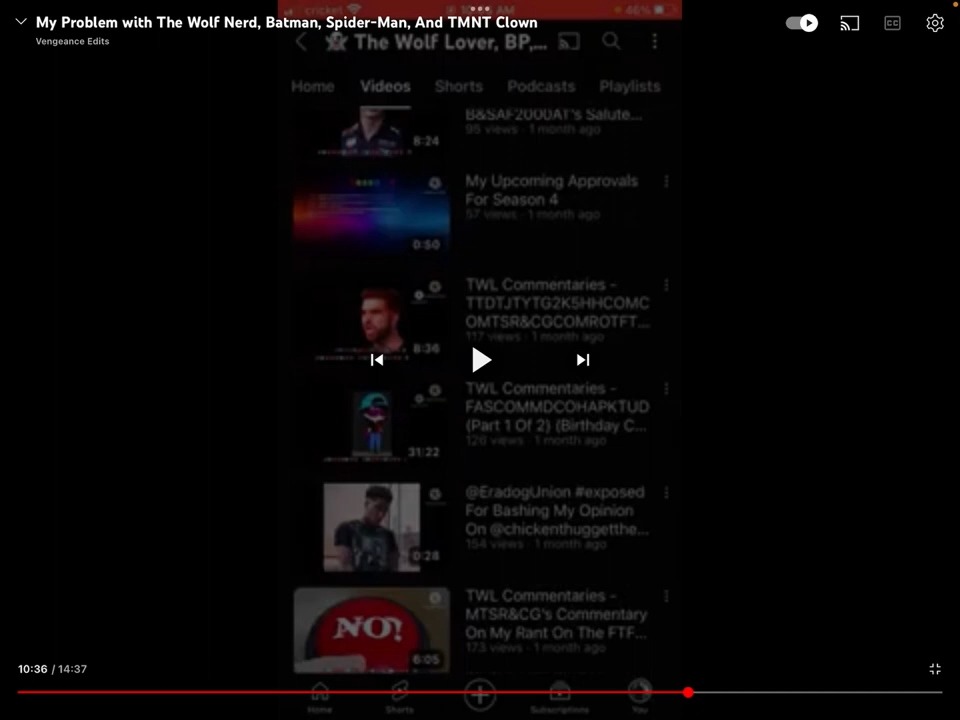 cricket
46%
My Problem with The Wolf Nerd, Batman, Spider-Man, And TMNT Clown
Vengeance Edits
CC
The Wolf Lover, BP,...
Home Videos Shorts Podcasts Playlists
B&SAF2000AT's Salute...
95 views · 1 month ago
8:24
My Upcoming Approvals
For Season 4
57 views · 1 month ago
0:50
TWL Commentaries -
TTDTJTYTG2K5HHCOMC
OMTSR&CGCOMROTFT...
117 views · 1 month ago
8:36
TWL Commentaries -
FASCOMMDCOHAPKTUD
(Part 1 Of 2) (Birthday C...
126 views · 1 month ago
31:22
@EradogUnion #exposed
For Bashing My Opinion
On @chickenthuggetthe...
154 views · 1 month ago
0:28
TWL Commentaries -
MTSR&CG's Commentary
On My Rant On The FTF...
173 views · 1 month ago
NO!
6:05
10:36 / 14:37
Home Shorts Subscriptions You